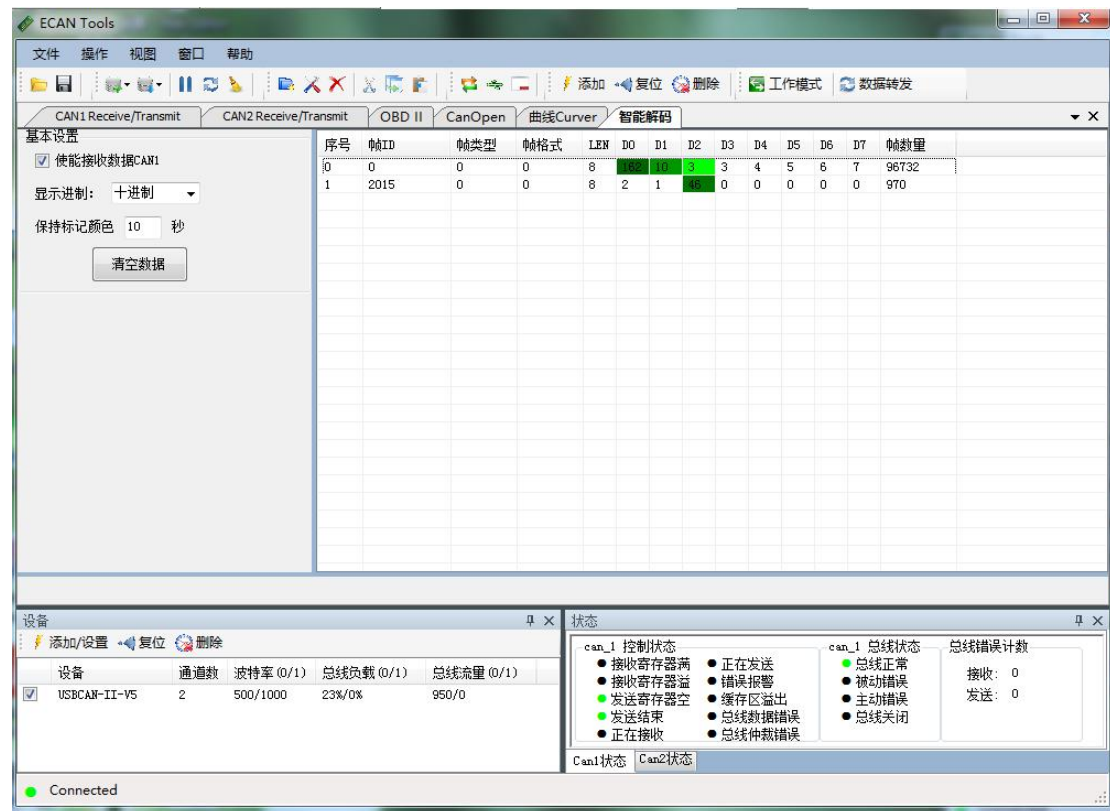 ECAN Tools
文件 操作 视图 窗口 帮助
添加 复位 删除 工作模式 数据转发
CAN1 Receive/Transmit CAN2 Receive/Transmit OBD II CanOpen 曲线Curver 智能解码
基本设置
使能接收数据CAN1
显示进制： 十进制
保持标记颜色 10 秒
清空数据
序号 帧ID 帧类型 帧格式 LEN D0 D1 D2 D3 D4 D5 D6 D7 帧数量
0 0 0 0 8 162 10 3 3 4 5 6 7 96732
1 2015 0 0 8 2 1 46 0 0 0 0 0 970
设备
添加/设置 复位 删除
设备 通道数 波特率(0/1) 总线负载(0/1) 总线流量(0/1)
USBCAN-II-V5 2 500/1000 23%/0% 950/0
状态
can_1 控制状态
接收寄存器满 正在发送
接收寄存器溢 错误报警
发送寄存器空 缓存区溢出
发送结束 总线数据错误
正在接收 总线仲裁错误
can_1 总线状态
总线正常
被动错误
主动错误
总线关闭
总线错误计数
接收： 0
发送： 0
Can1状态 Can2状态
Connected